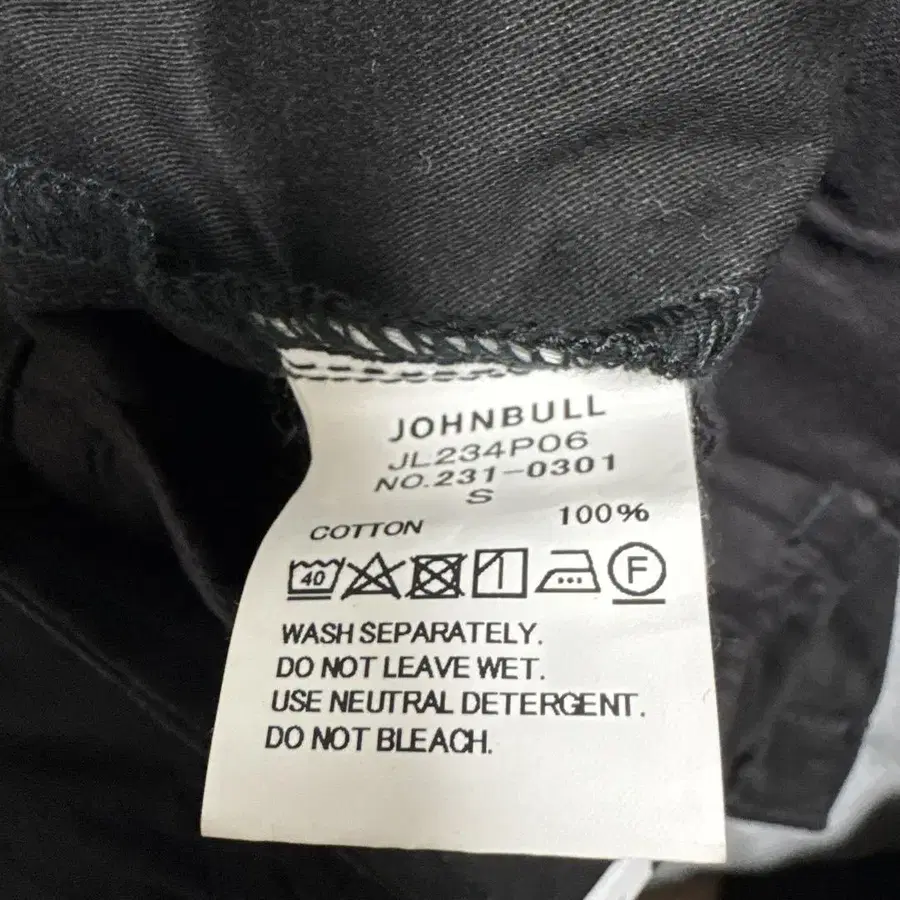 JOHNBULL
JL234P06
NO.231-0301
S
COTTON 100%
40 F
WASH SEPARATELY.
DO NOT LEAVE WET.
USE NEUTRAL DETERGENT.
DO NOT BLEACH.